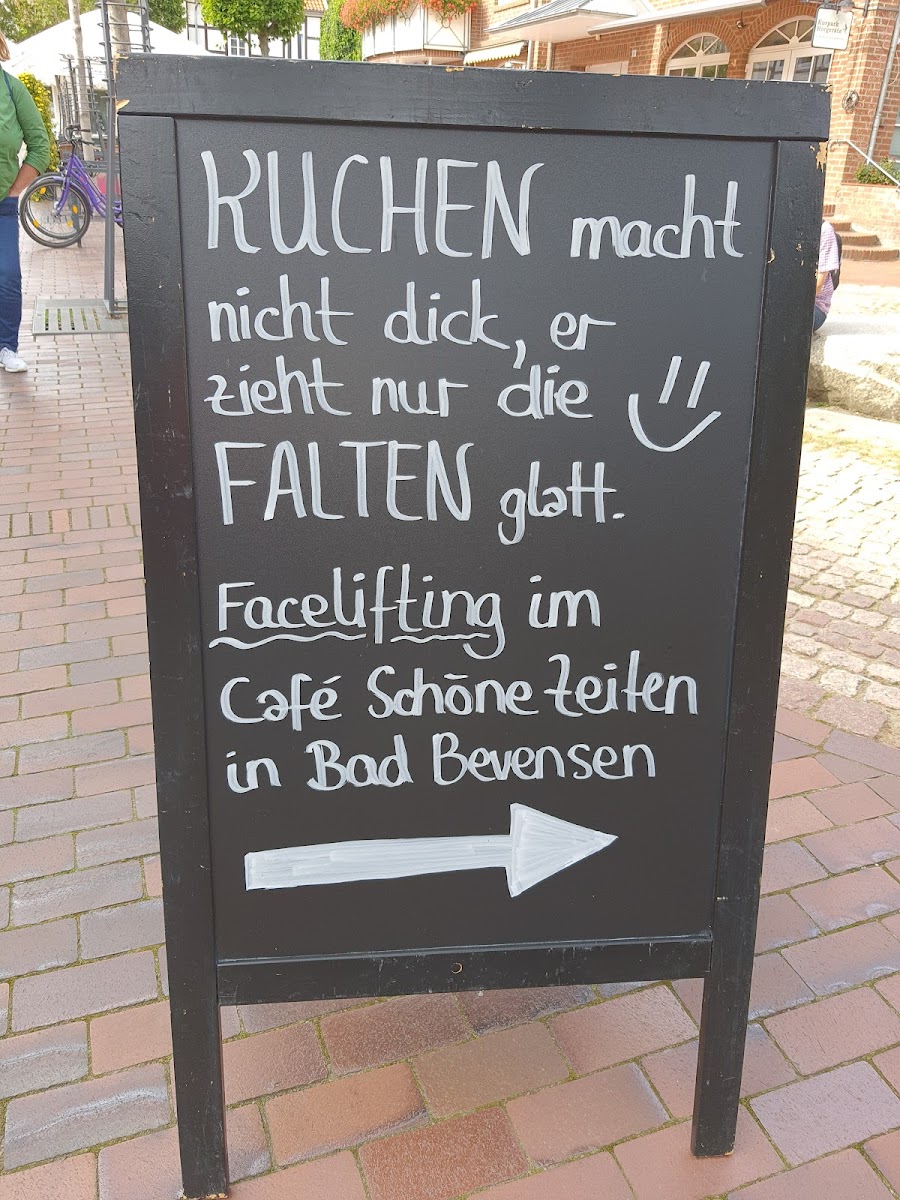 KUCHEN macht
nicht dick, er
zieht nur die
FALTEN glatt.
Facelifting im
Café Schöne Zeiten
in Bad Bevensen